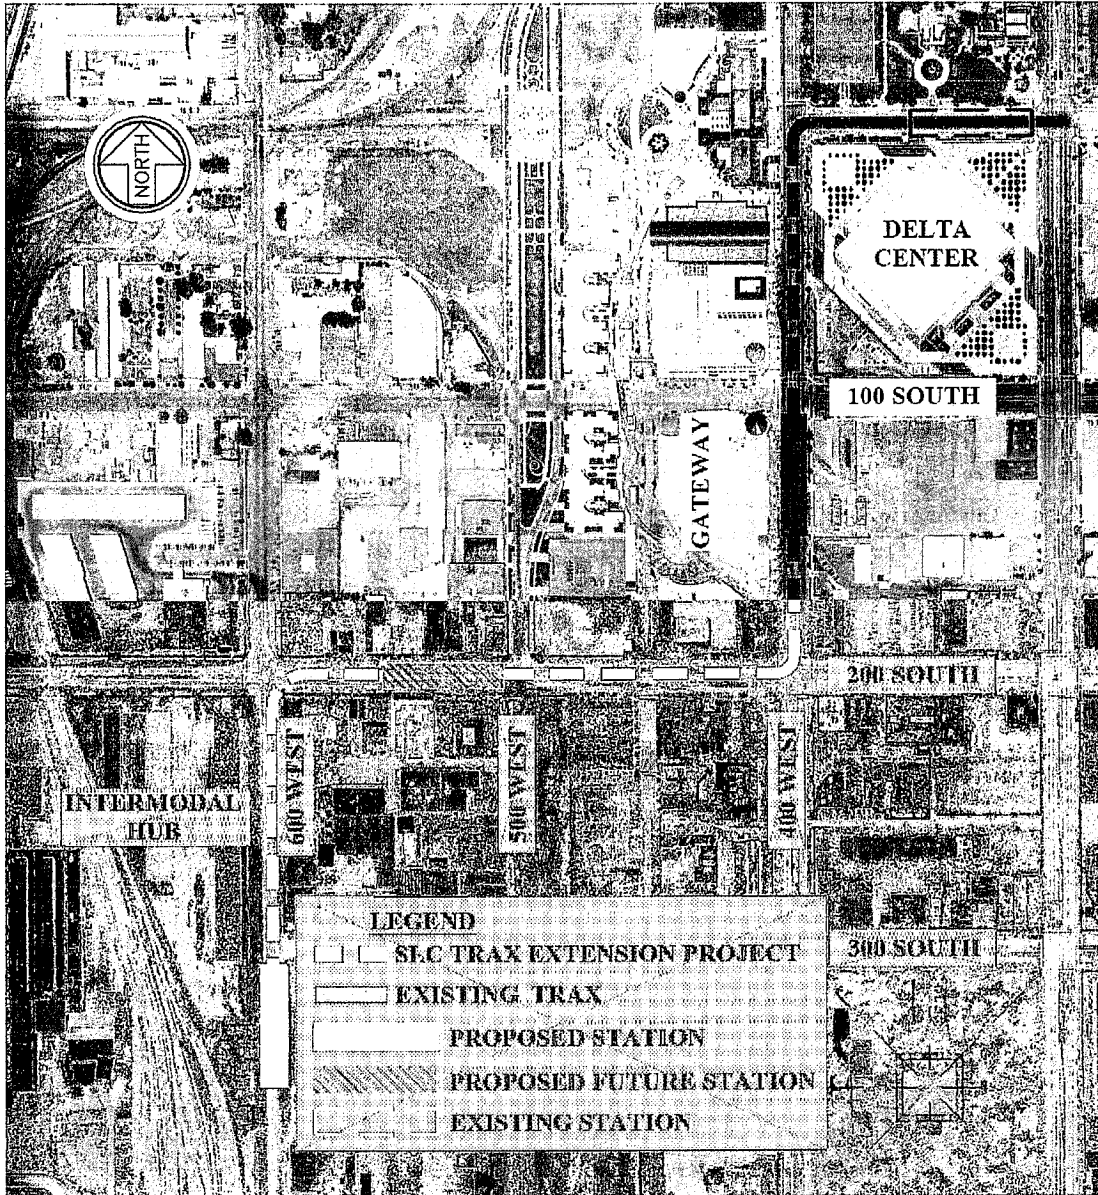 NORTH
DELTA
CENTER
100 SOUTH
GATEWAY
200 SOUTH
600 WEST
500 WEST
400 WEST
INTERMODAL
HUB
300 SOUTH
LEGEND
SLC TRAX EXTENSION PROJECT
EXISTING TRAX
PROPOSED STATION
PROPOSED FUTURE STATION
EXISTING STATION